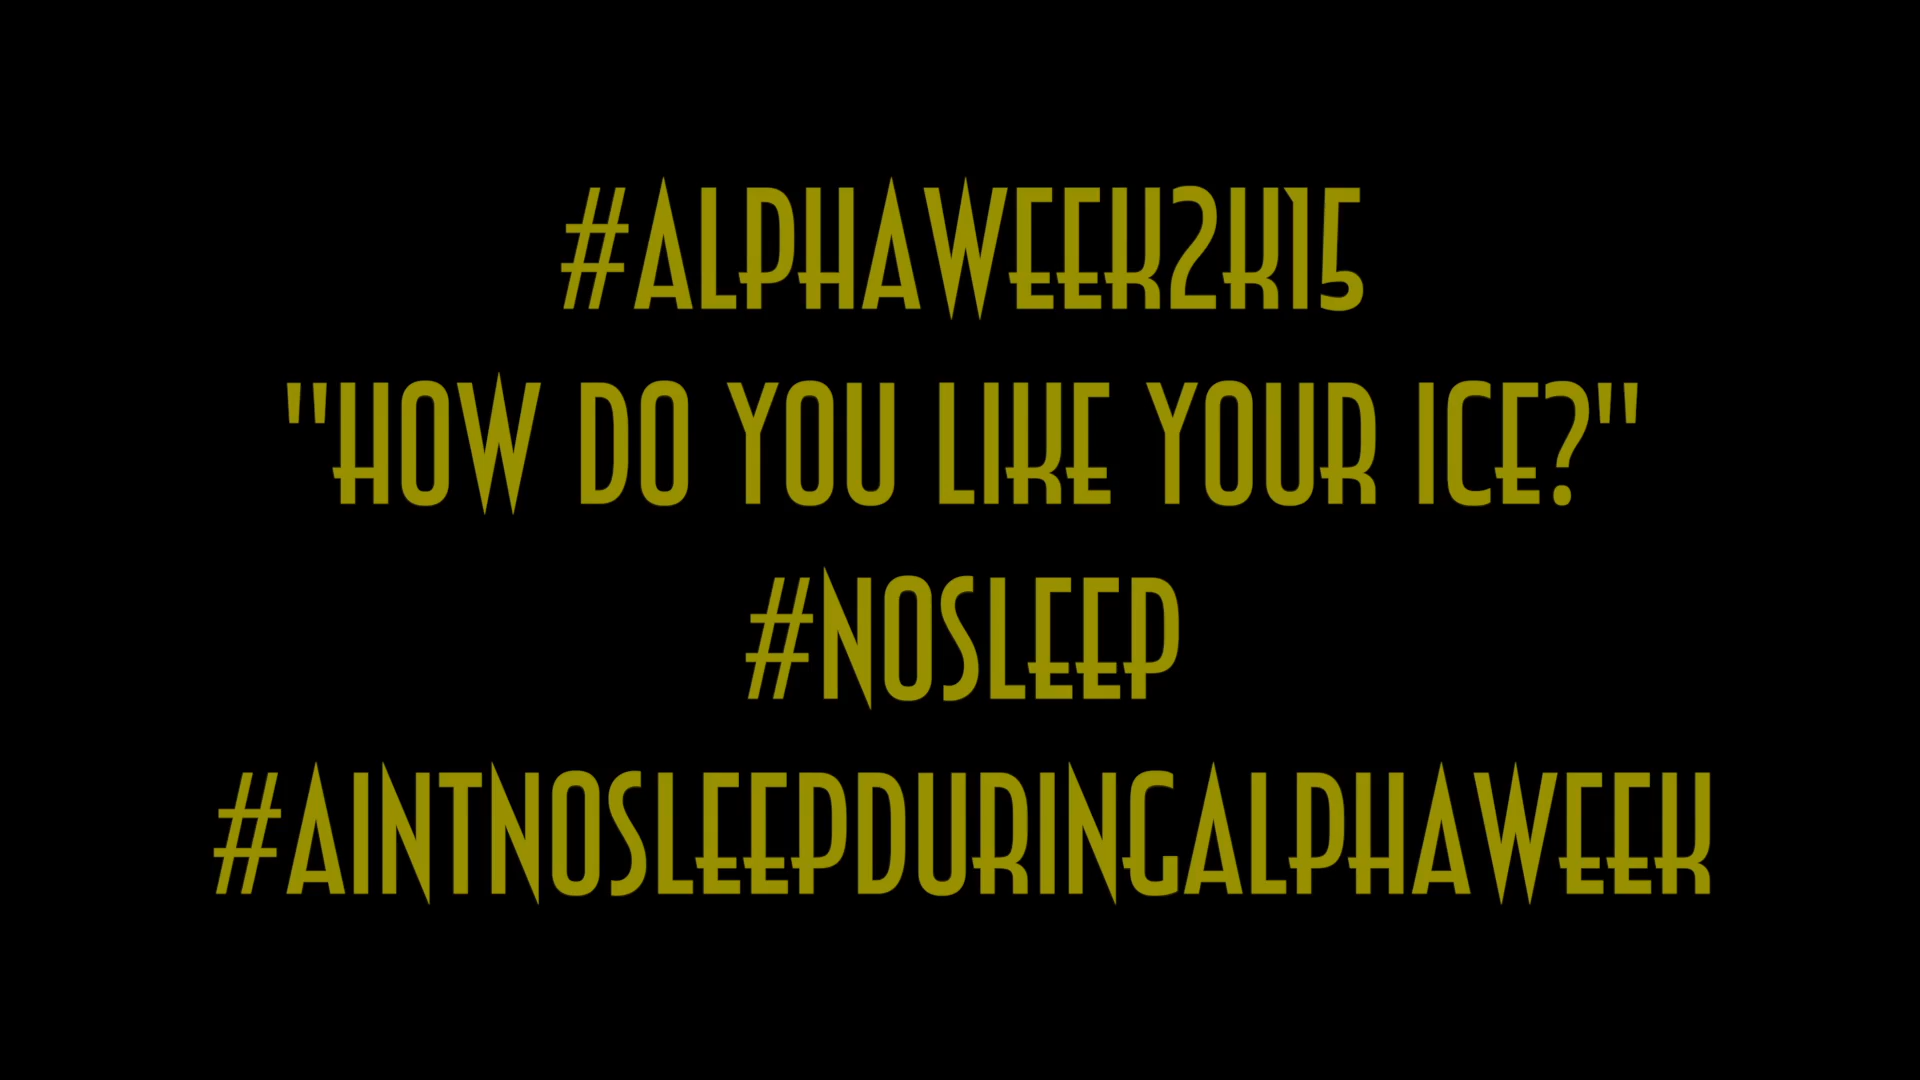 #ALPHAWEEK2K15
"HOW DO YOU LIKE YOUR ICE?"
#NOSLEEP
#AINTNOSLEEPDURINGALPHAWEEK